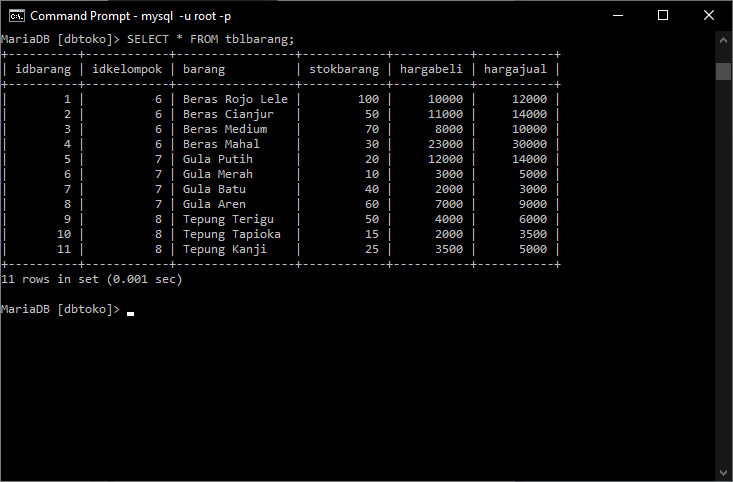 Command Prompt - mysql  -u root -p
MariaDB [dbtoko]> SELECT * FROM tblbarang;
+----------+------------+----------------+------------+-----------+-----------+
| idbarang | idkelompok | barang         | stokbarang | hargabeli | hargajual |
+----------+------------+----------------+------------+-----------+-----------+
|        1 |          6 | Beras Rojo Lele |        100 |     10000 |     12000 |
|        2 |          6 | Beras Cianjur  |         50 |     11000 |     14000 |
|        3 |          6 | Beras Medium   |         70 |      8000 |     10000 |
|        4 |          6 | Beras Mahal    |         30 |     23000 |     30000 |
|        5 |          7 | Gula Putih     |         20 |     12000 |     14000 |
|        6 |          7 | Gula Merah     |         10 |      3000 |      5000 |
|        7 |          7 | Gula Batu      |         40 |      2000 |      3000 |
|        8 |          7 | Gula Aren      |         60 |      7000 |      9000 |
|        9 |          8 | Tepung Terigu  |         50 |      4000 |      6000 |
|       10 |          8 | Tepung Tapioka |         15 |      2000 |      3500 |
|       11 |          8 | Tepung Kanji   |         25 |      3500 |      5000 |
+----------+------------+----------------+------------+-----------+-----------+
11 rows in set (0.001 sec)
MariaDB [dbtoko]>